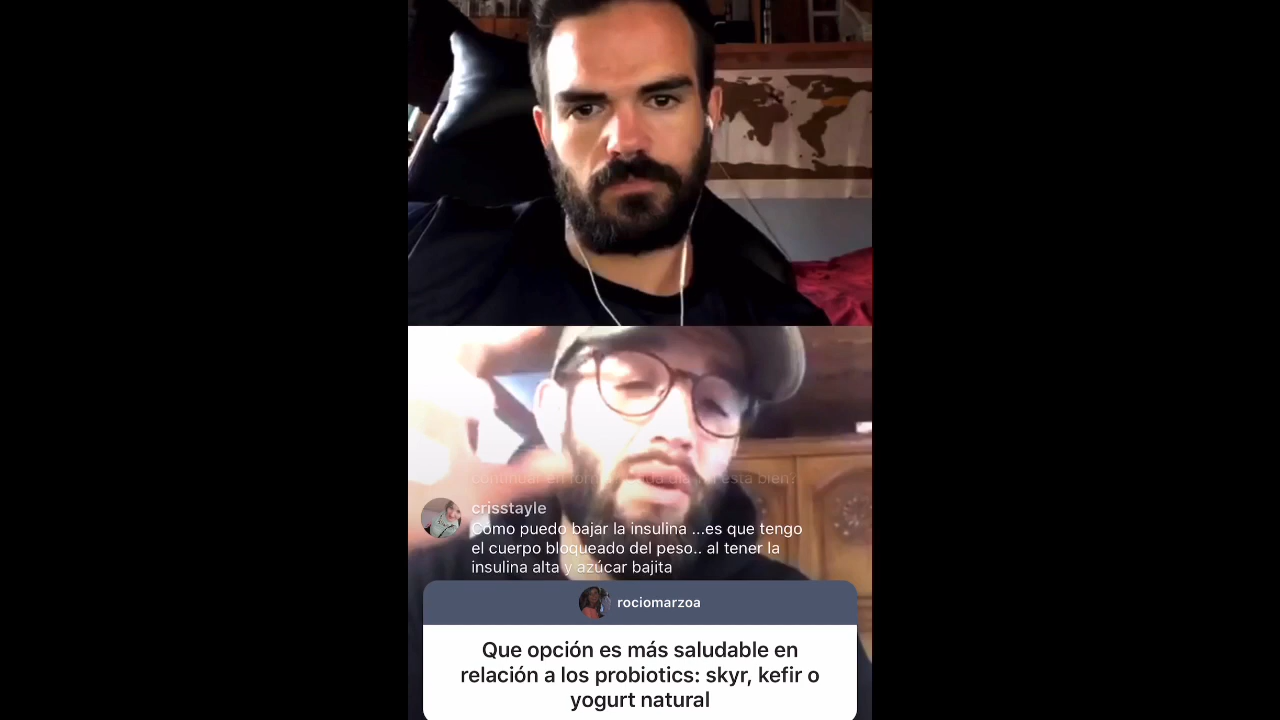 crisstayle
Cómo puedo bajar la insulina ...es que tengo
el cuerpo bloqueado del peso.. al tener la
insulina alta y azúcar bajita
rociomarzoa
Que opción es más saludable en
relación a los probiotics: skyr, kefir o
yogurt natural